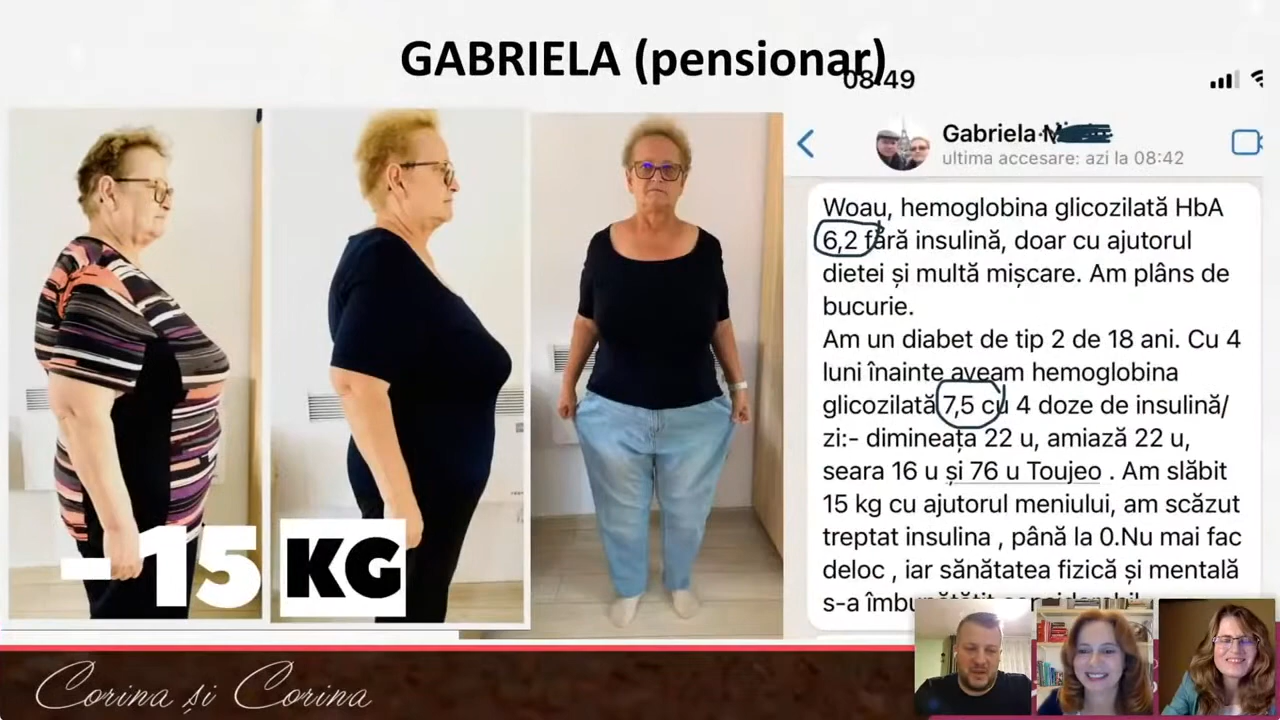 GABRIELA (pensionar)
08:49
Gabriela
ultima accesare: azi la 08:42
Woau, hemoglobina glicozilată HbA
6,2 fără insulină, doar cu ajutorul
dietei și multă mișcare. Am plâns de
bucurie.
Am un diabet de tip 2 de 18 ani. Cu 4
luni înainte aveam hemoglobina
glicozilată 7,5 cu 4 doze de insulină/
zi:- dimineața 22 u, amiază 22 u,
seara 16 u și 76 u Toujeo . Am slăbit
15 kg cu ajutorul meniului, am scăzut
treptat insulina , până la 0.Nu mai fac
deloc , iar sănătatea fizică și mentală
s-a
- 15 KG
Corina și Corina